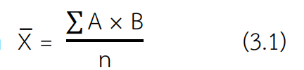 X̅ = ∑A × B / n (3.1)